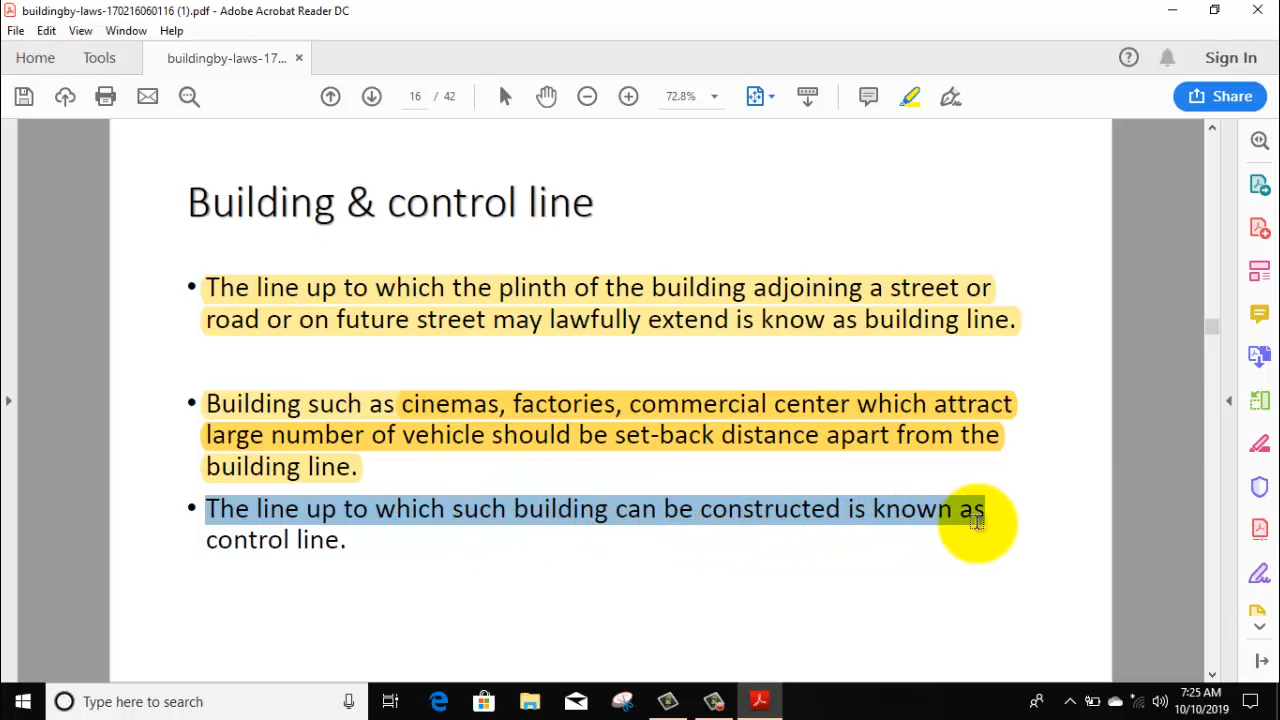 buildingby-laws-170216060116 (1).pdf - Adobe Acrobat Reader DC
File Edit View Window Help
Home Tools buildingby-laws-17... × Sign In
16 / 42 72.8% Share
Building & control line
• The line up to which the plinth of the building adjoining a street or
road or on future street may lawfully extend is know as building line.
• Building such as cinemas, factories, commercial center which attract
large number of vehicle should be set-back distance apart from the
building line.
• The line up to which such building can be constructed is known as
control line.
Type here to search
7:25 AM
10/10/2019